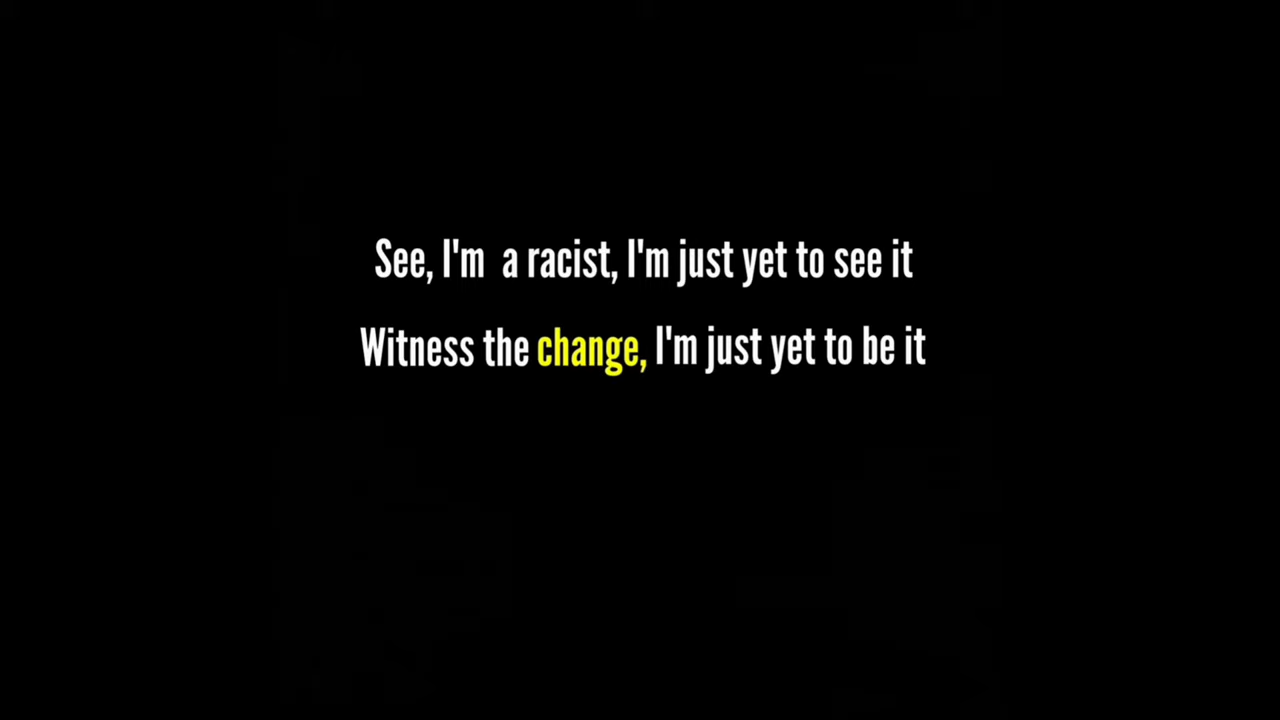 See, I'm a racist, I'm just yet to see it
Witness the change, I'm just yet to be it